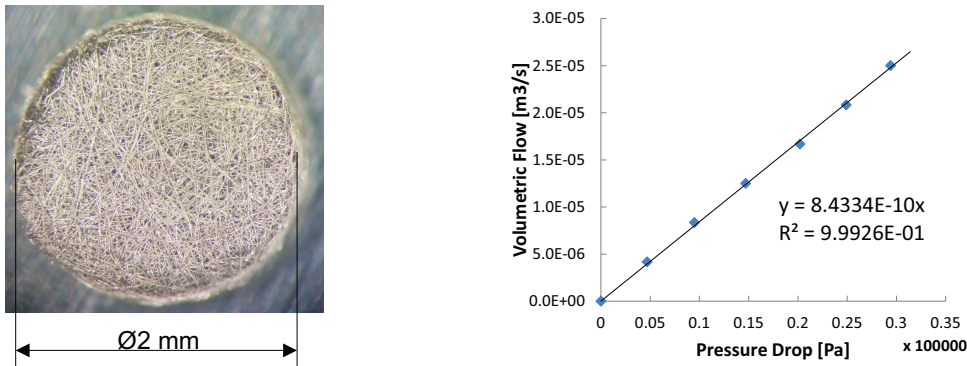 Ø2 mm
Volumetric Flow [m3/s]
3.0E-05
2.5E-05
2.0E-05
1.5E-05
1.0E-05
5.0E-06
0.0E+00
y = 8.4334E-10x
R² = 9.9926E-01
0 0.05 0.1 0.15 0.2 0.25 0.3 0.35
Pressure Drop [Pa] x 100000